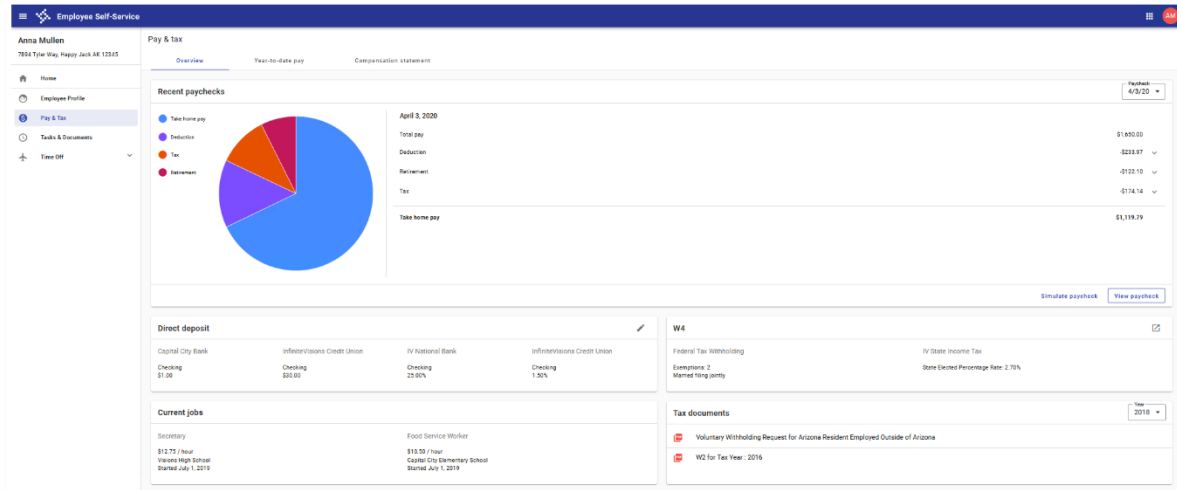 Employee Self-Service
AM
Anna Mullen
7894 Tyler Way, Happy Jack AK 12345
Home
Employee Profile
Pay & Tax
Tasks & Documents
Time Off
Pay & tax
Overview Year-to-date pay Compensation statement
Recent paychecks
Paycheck
4/3/20
Take home pay
Deduction
Tax
Retirement
April 3, 2020
Total pay $1,650.00
Deduction -$233.97
Retirement -$122.10
Tax -$174.14
Take home pay $1,119.79
Simulate paycheck View paycheck
Direct deposit
Capital City Bank InfiniteVisions Credit Union IV National Bank InfiniteVisions Credit Union
Checking Checking Checking Checking
$1.00 $30.00 25.00% 1.50%
W4
Federal Tax Withholding IV State Income Tax
Exemptions: 2 State Elected Percentage Rate: 2.70%
Married filing jointly
Current jobs
Secretary Food Service Worker
$12.75 / hour $10.50 / hour
Visions High School Capital City Elementary School
Started July 1, 2019 Started July 1, 2019
Tax documents
Year
2018
Voluntary Withholding Request for Arizona Resident Employed Outside of Arizona
W2 for Tax Year : 2016